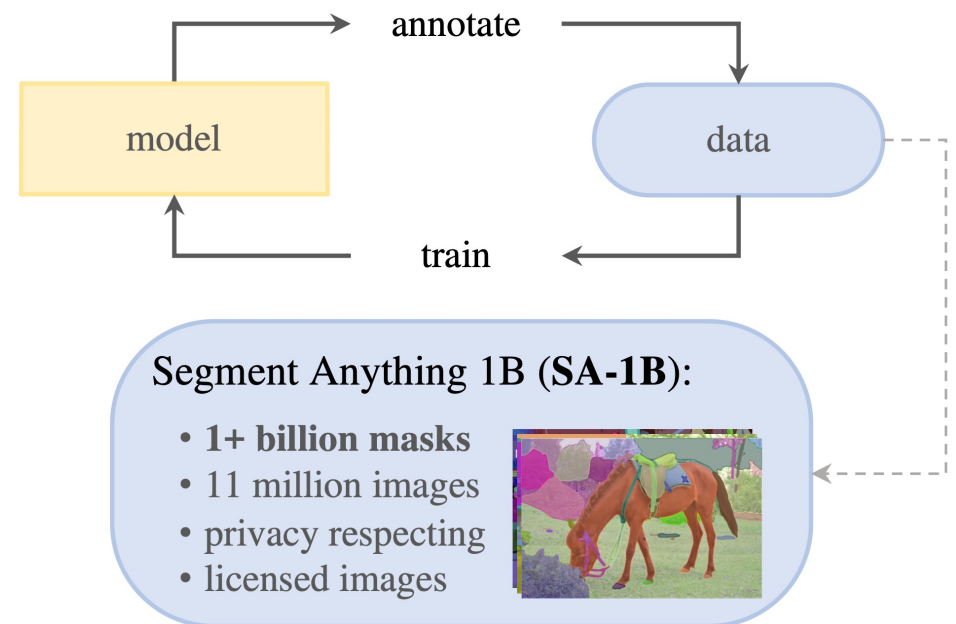 annotate
model
data
train
Segment Anything 1B (SA-1B):
• 1+ billion masks
• 11 million images
• privacy respecting
• licensed images